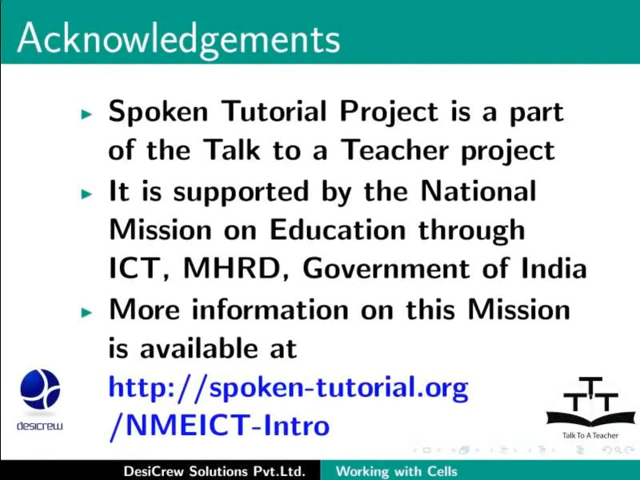 Acknowledgements
Spoken Tutorial Project is a part
of the Talk to a Teacher project
It is supported by the National
Mission on Education through
ICT, MHRD, Government of India
More information on this Mission
is available at
http://spoken-tutorial.org
/NMEICT-Intro
desicrew
TTT
Talk To A Teacher
DesiCrew Solutions Pvt.Ltd.
Working with Cells